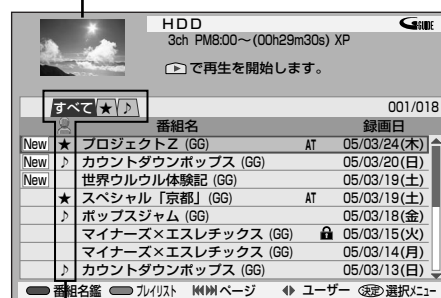 HDD
G GUIDE
3ch PM8:00～(00h29m30s) XP
で再生を開始します。
すべて ★ ♪
001/018
番組名 録画日
New ★ プロジェクトZ (GG) AT 05/03/24(木)
New ♪ カウントダウンポップス (GG) 05/03/20(日)
New 世界ウルウル体験記 (GG) 05/03/19(土)
★ スペシャル「京都」(GG) AT 05/03/19(土)
♪ ポップスジャム (GG) 05/03/18(金)
マイナーズ×エスレチックス (GG) 05/03/15(火)
マイナーズ×エスレチックス (GG) 05/03/14(月)
♪ カウントダウンポップス (GG) 05/03/13(日)
番組名鑑 プレイリスト ページ ユーザー 決定 選択メニュー